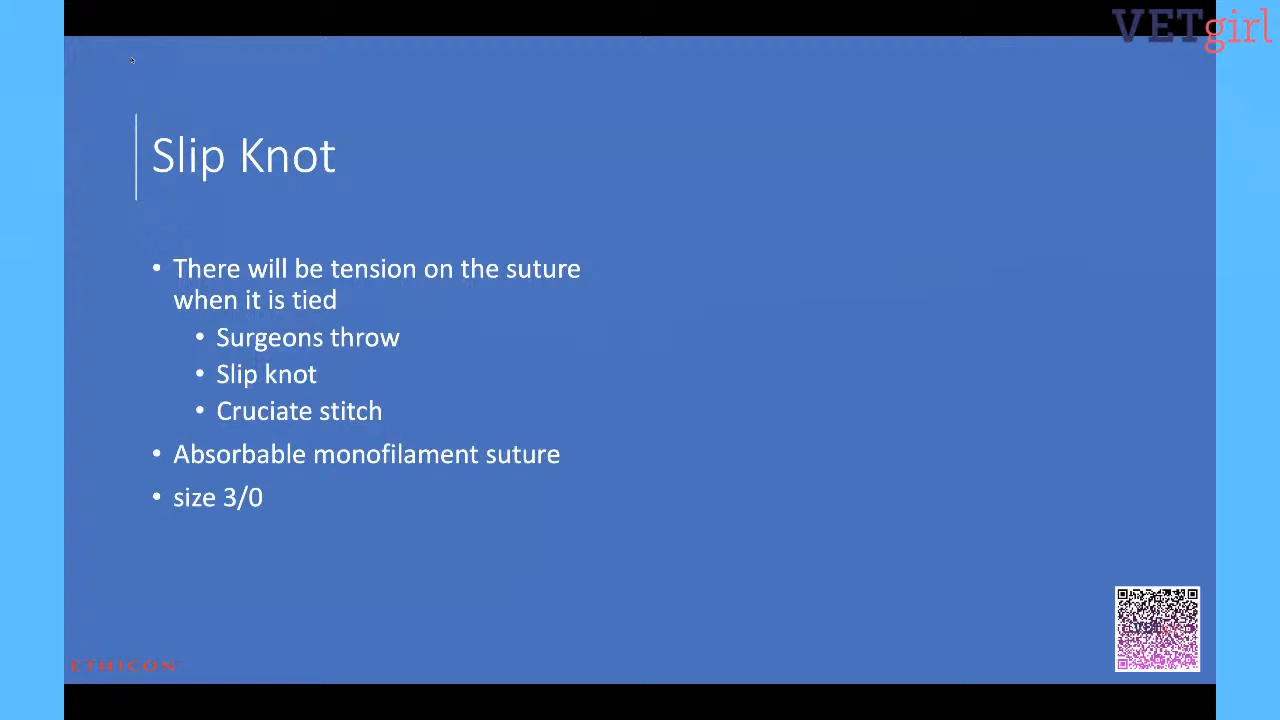 VETgirl
Slip Knot
• There will be tension on the suture
when it is tied
• Surgeons throw
• Slip knot
• Cruciate stitch
• Absorbable monofilament suture
• size 3/0
ETHICON